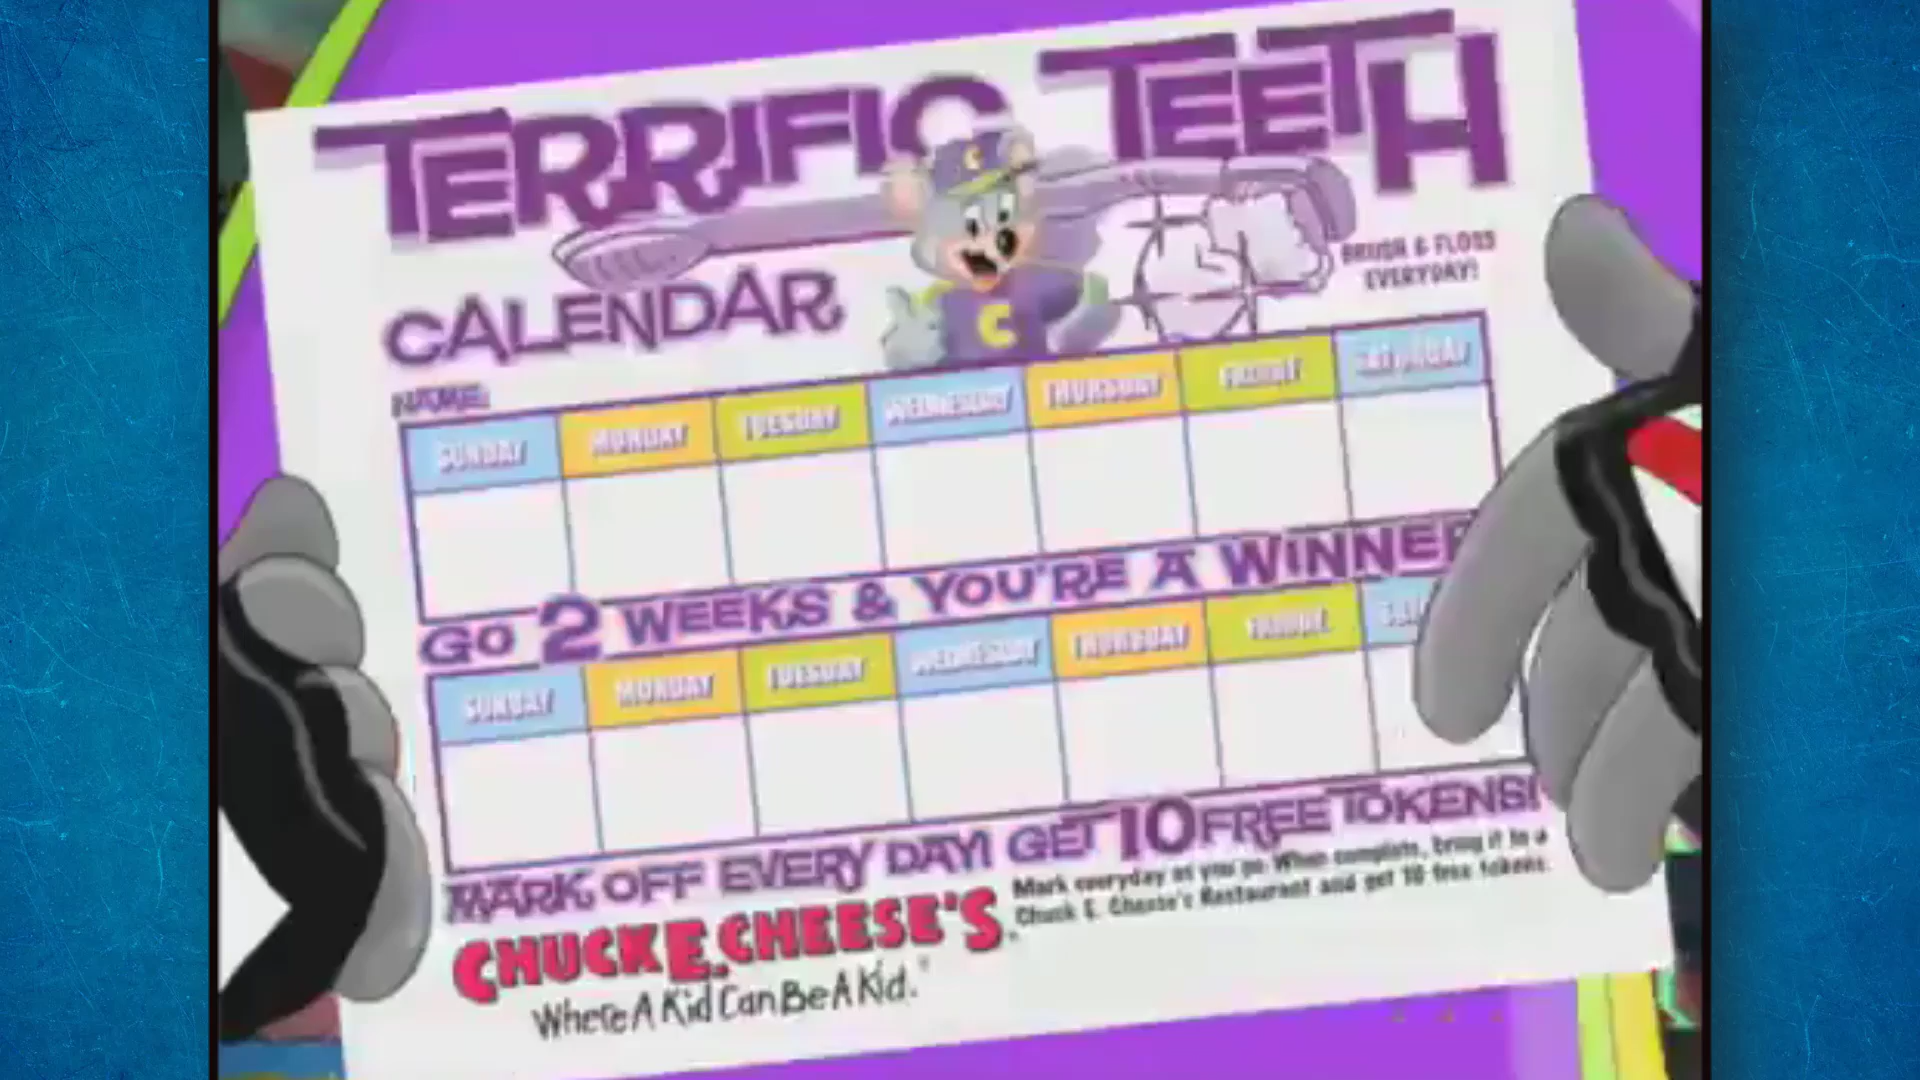 TERRIFIC TEETH
CALENDAR
BRUSH & FLOSS
EVERYDAY!
NAME:
SUNDAY MONDAY TUESDAY WEDNESDAY THURSDAY FRIDAY SATURDAY
GO 2 WEEKS & YOU'RE A WINNER
SUNDAY MONDAY TUESDAY WEDNESDAY THURSDAY FRIDAY
MARK OFF EVERY DAY! GET 10 FREE TOKENS!
Mark everyday as you go. When complete, bring it to a
Chuck E. Cheese's Restaurant and get 10 free tokens.
CHUCK E. CHEESE'S
Where A Kid Can Be A Kid.